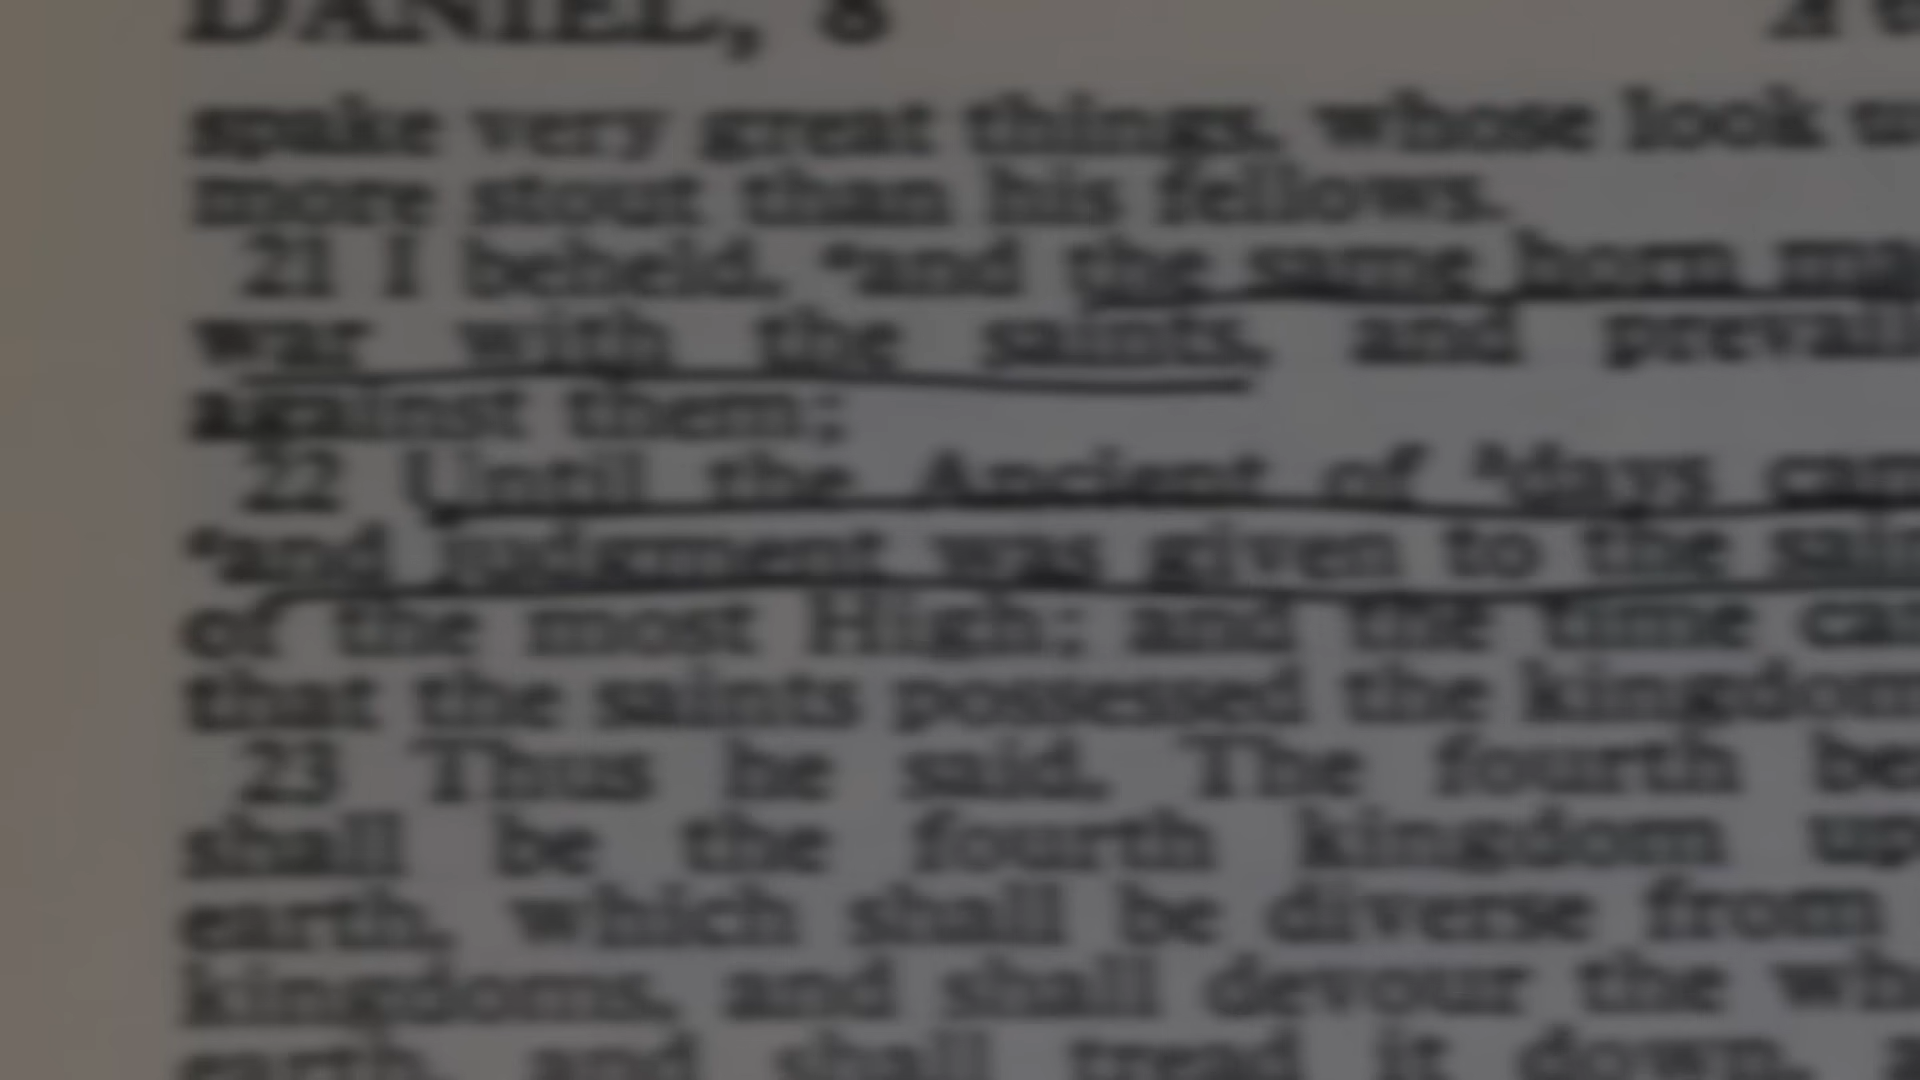 DANIEL, 8
spake very great things, whose look
more stout than his fellows.
21 I beheld, and the same horn
war with the saints, and
against them;
22 Until the Ancient of days
and judgment was given to the
of the most High; and the time
that the saints possessed the kingdom
23 Thus he said, The fourth
shall be the fourth kingdom
earth, which shall be diverse from
kingdoms, and shall devour the
earth, and shall tread it down,